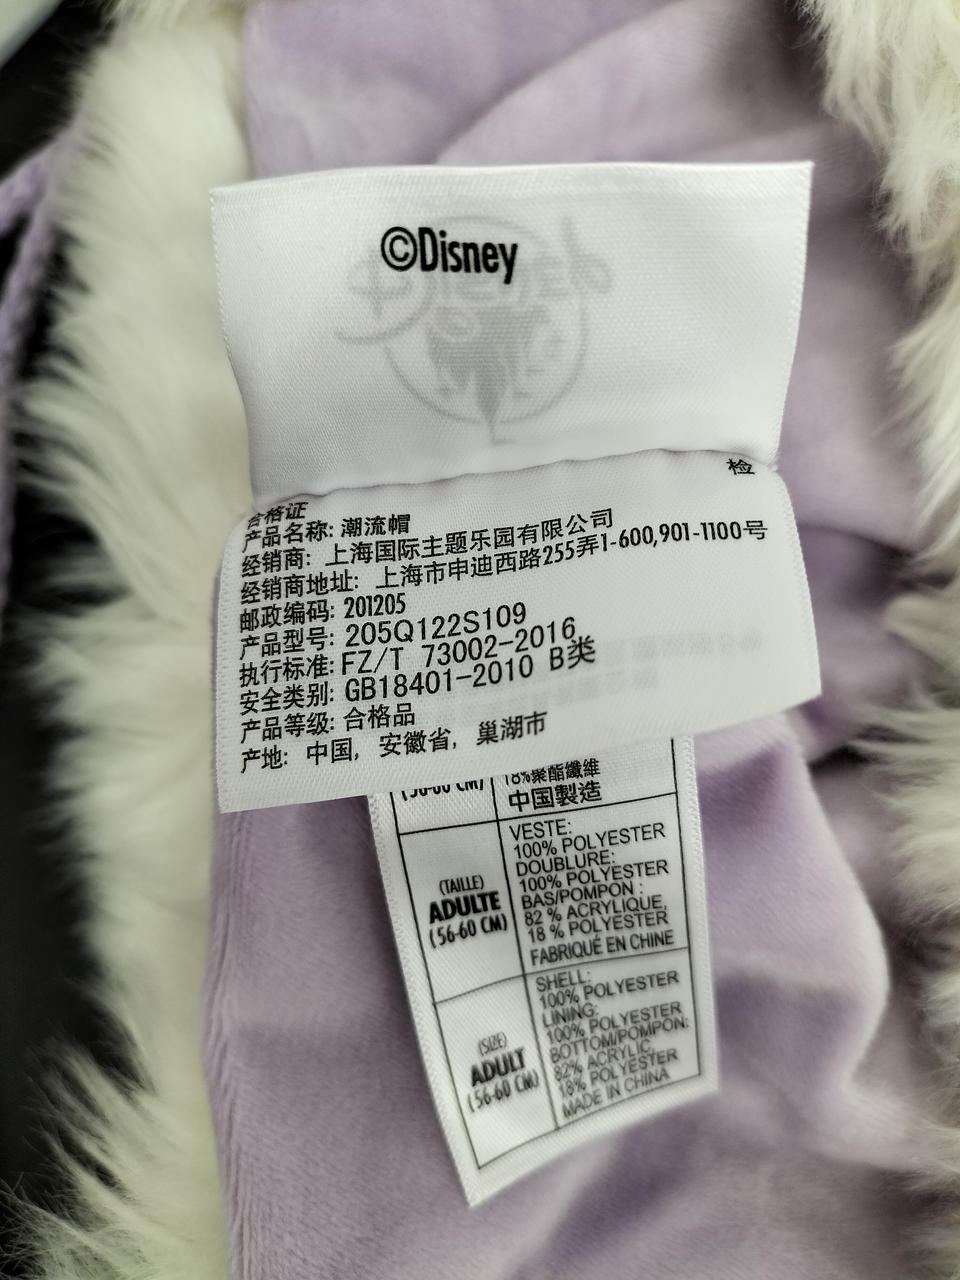 ©Disney
检
合格证
产品名称: 潮流帽
经销商: 上海国际主题乐园有限公司
经销商地址: 上海市申迪西路255弄1-600,901-1100号
邮政编码: 201205
产品型号: 205Q122S109
执行标准: FZ/T 73002-2016
安全类别: GB18401-2010 B类
产品等级: 合格品
产地: 中国, 安徽省, 巢湖市
(56-60 CM)
18%聚酯纖維
中国製造
(TAILLE)
ADULTE
(56-60 CM)
VESTE:
100% POLYESTER
DOUBLURE:
100% POLYESTER
BAS/POMPON :
82 % ACRYLIQUE,
18 % POLYESTER
FABRIQUÉ EN CHINE
(SIZE)
ADULT
(56-60 CM)
SHELL:
100% POLYESTER
LINING:
100% POLYESTER
BOTTOM/POMPON:
82% ACRYLIC,
18% POLYESTER
MADE IN CHINA